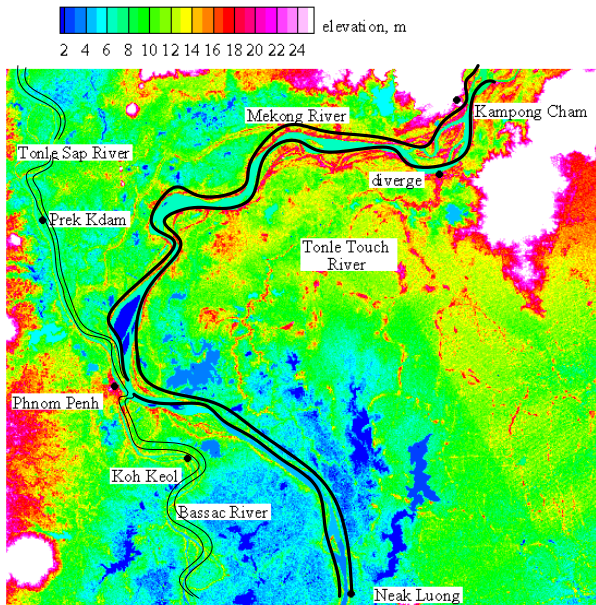 elevation, m
2 4 6 8 10 12 14 16 18 20 22 24
Mekong River
Kampong Cham
Tonle Sap River
diverge
Prek Kdam
Tonle Touch
River
Phnom Penh
Koh Keol
Bassac River
Neak Luong